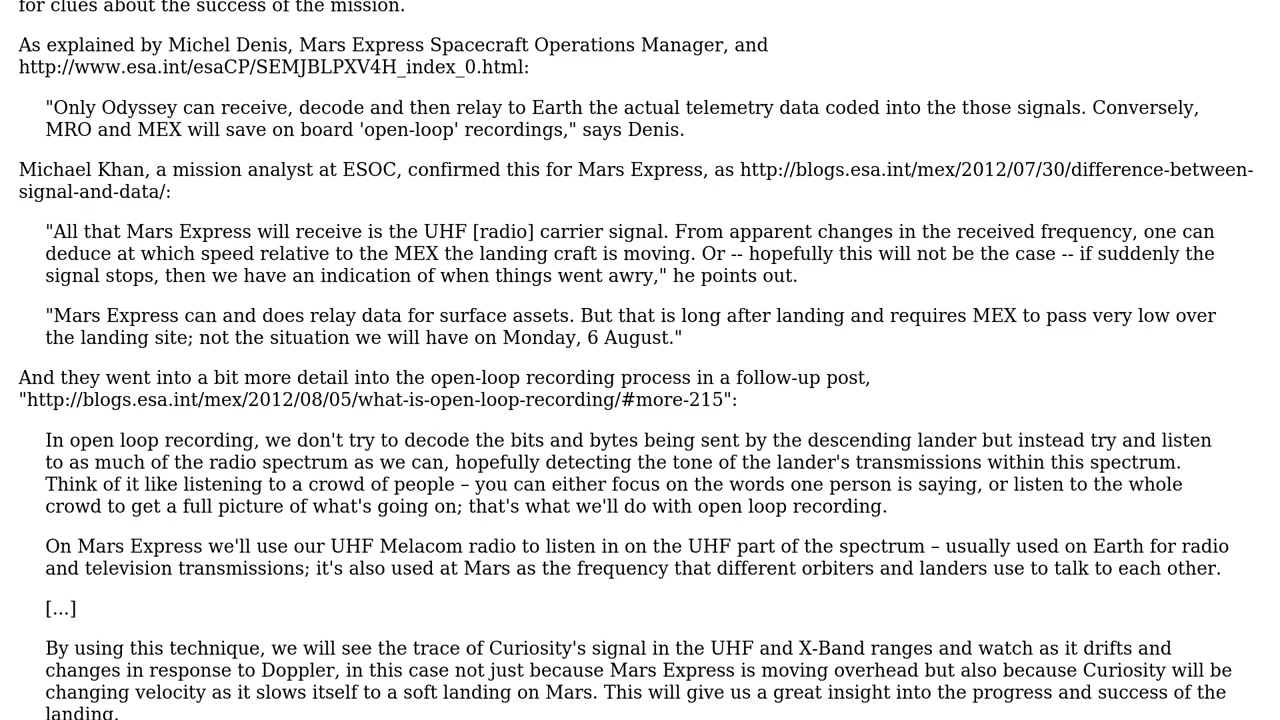 for clues about the success of the mission.
As explained by Michel Denis, Mars Express Spacecraft Operations Manager, and
http://www.esa.int/esaCP/SEMJBLPXV4H_index_0.html:
"Only Odyssey can receive, decode and then relay to Earth the actual telemetry data coded into the those signals. Conversely,
MRO and MEX will save on board 'open-loop' recordings," says Denis.
Michael Khan, a mission analyst at ESOC, confirmed this for Mars Express, as http://blogs.esa.int/mex/2012/07/30/difference-between-
signal-and-data/:
"All that Mars Express will receive is the UHF [radio] carrier signal. From apparent changes in the received frequency, one can
deduce at which speed relative to the MEX the landing craft is moving. Or -- hopefully this will not be the case -- if suddenly the
signal stops, then we have an indication of when things went awry," he points out.
"Mars Express can and does relay data for surface assets. But that is long after landing and requires MEX to pass very low over
the landing site; not the situation we will have on Monday, 6 August."
And they went into a bit more detail into the open-loop recording process in a follow-up post,
"http://blogs.esa.int/mex/2012/08/05/what-is-open-loop-recording/#more-215":
In open loop recording, we don't try to decode the bits and bytes being sent by the descending lander but instead try and listen
to as much of the radio spectrum as we can, hopefully detecting the tone of the lander's transmissions within this spectrum.
Think of it like listening to a crowd of people – you can either focus on the words one person is saying, or listen to the whole
crowd to get a full picture of what's going on; that's what we'll do with open loop recording.
On Mars Express we'll use our UHF Melacom radio to listen in on the UHF part of the spectrum – usually used on Earth for radio
and television transmissions; it's also used at Mars as the frequency that different orbiters and landers use to talk to each other.
[...]
By using this technique, we will see the trace of Curiosity's signal in the UHF and X-Band ranges and watch as it drifts and
changes in response to Doppler, in this case not just because Mars Express is moving overhead but also because Curiosity will be
changing velocity as it slows itself to a soft landing on Mars. This will give us a great insight into the progress and success of the
landing.